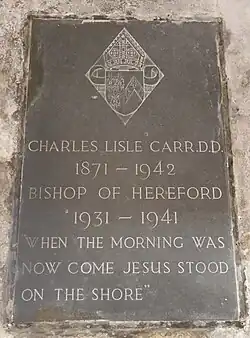 CHARLES LISLE CARR.D.D.
1871 – 1942
BISHOP OF HEREFORD
1931 – 1941
"WHEN THE MORNING WAS
NOW COME JESUS STOOD
ON THE SHORE"